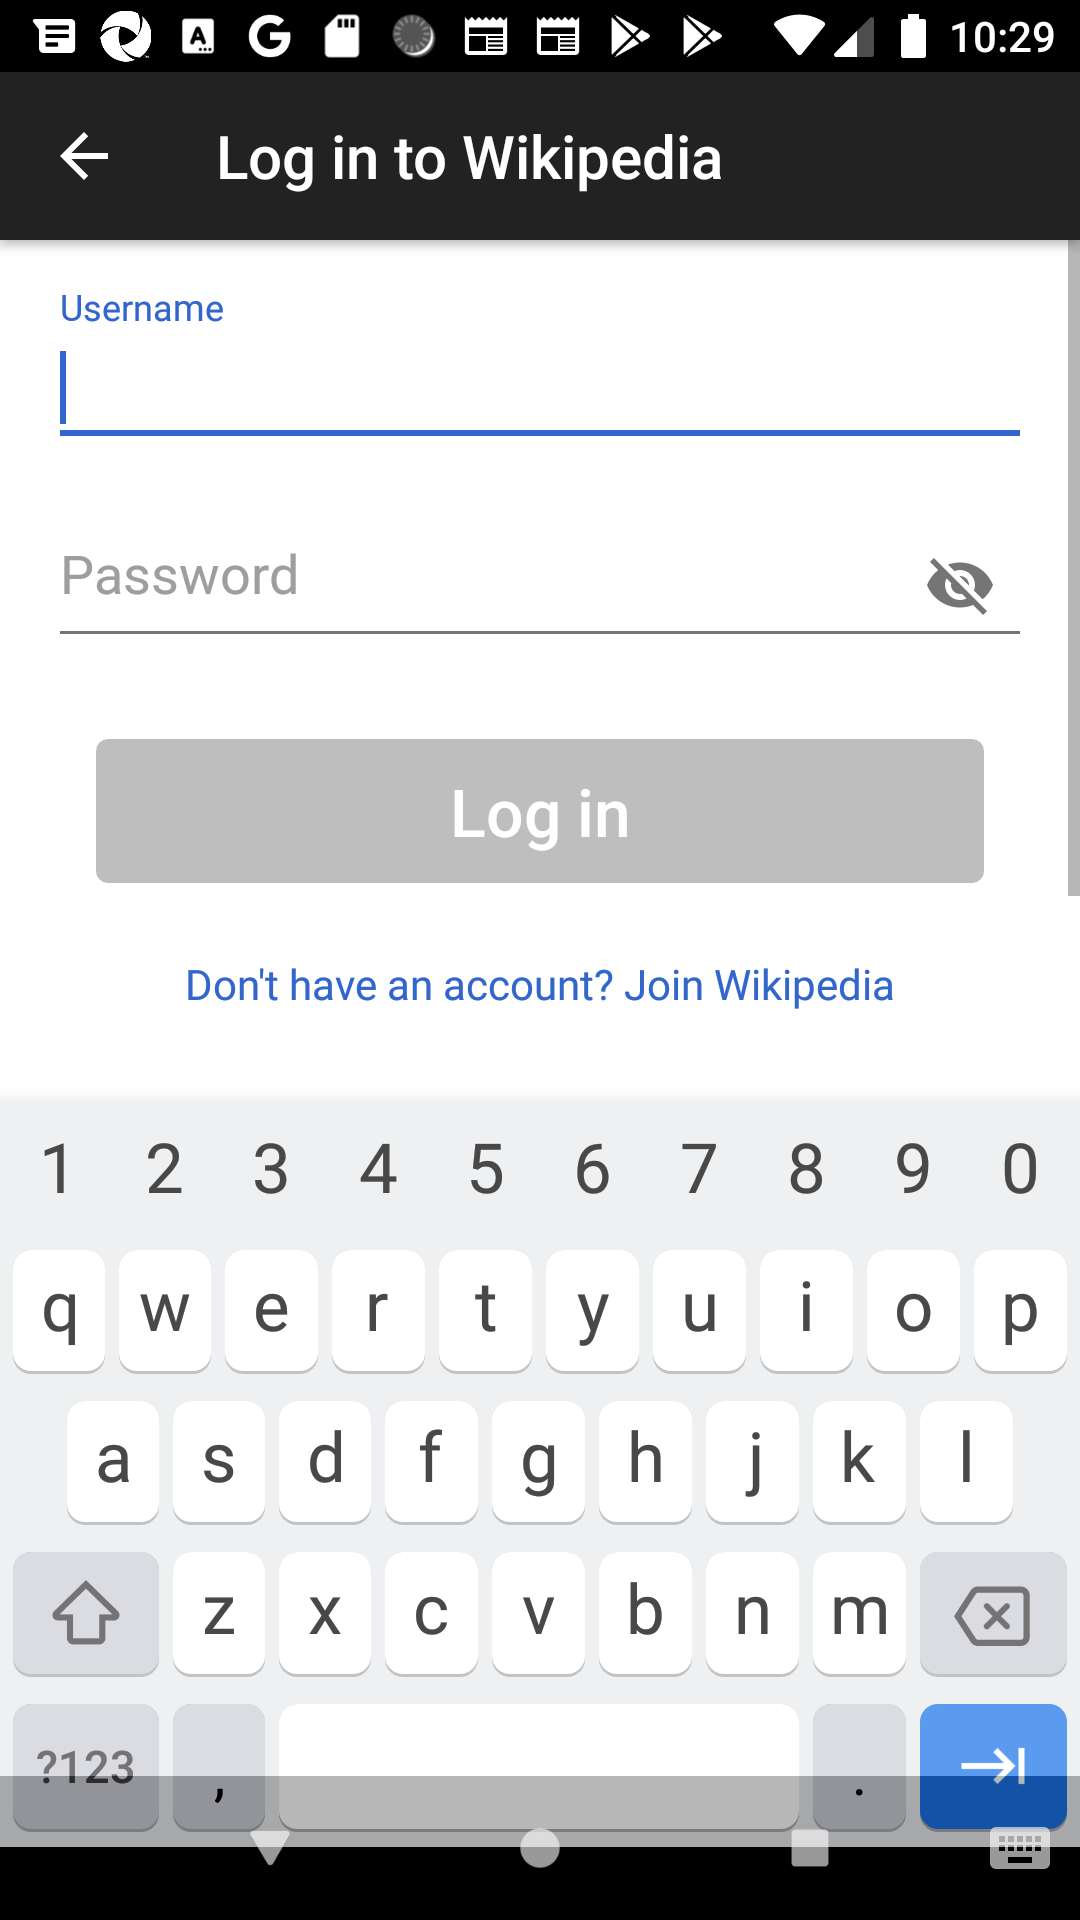 10:29
Log in to Wikipedia
Username
Password
Log in
Don't have an account? Join Wikipedia
1 2 3 4 5 6 7 8 9 0
q w e r t y u i o p
a s d f g h j k l
z x c v b n m
?123 , .